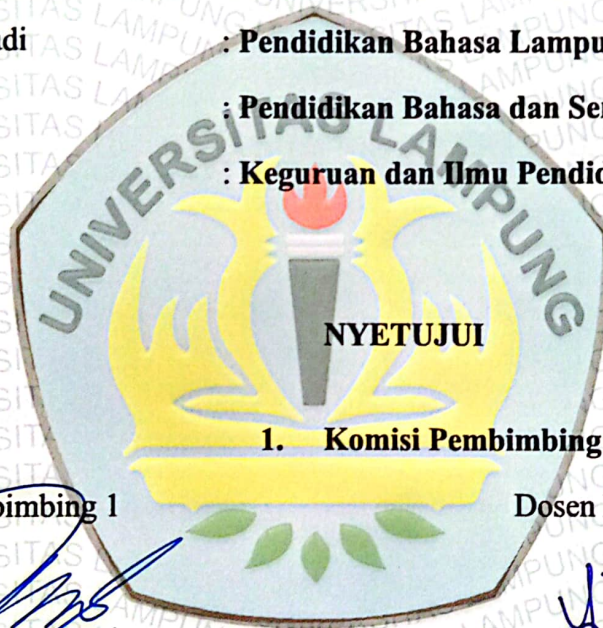 adi : Pendidikan Bahasa Lampu
: Pendidikan Bahasa dan Se
: Keguruan dan Ilmu Pendid
UNIVERSITAS LAMPUNG
NYETUJUI
1. Komisi Pembimbing
bimbing 1 Dosen